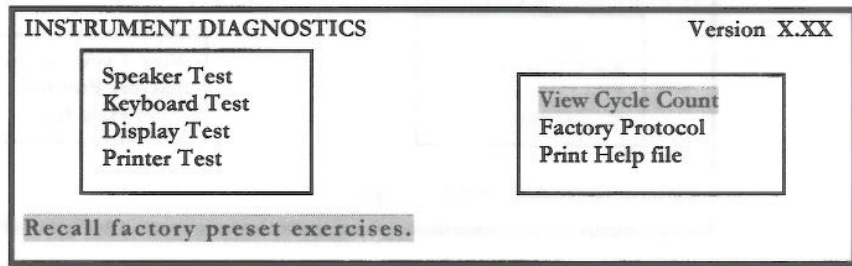 INSTRUMENT DIAGNOSTICS Version X.XX
Speaker Test
Keyboard Test
Display Test
Printer Test
View Cycle Count
Factory Protocol
Print Help file
Recall factory preset exercises.